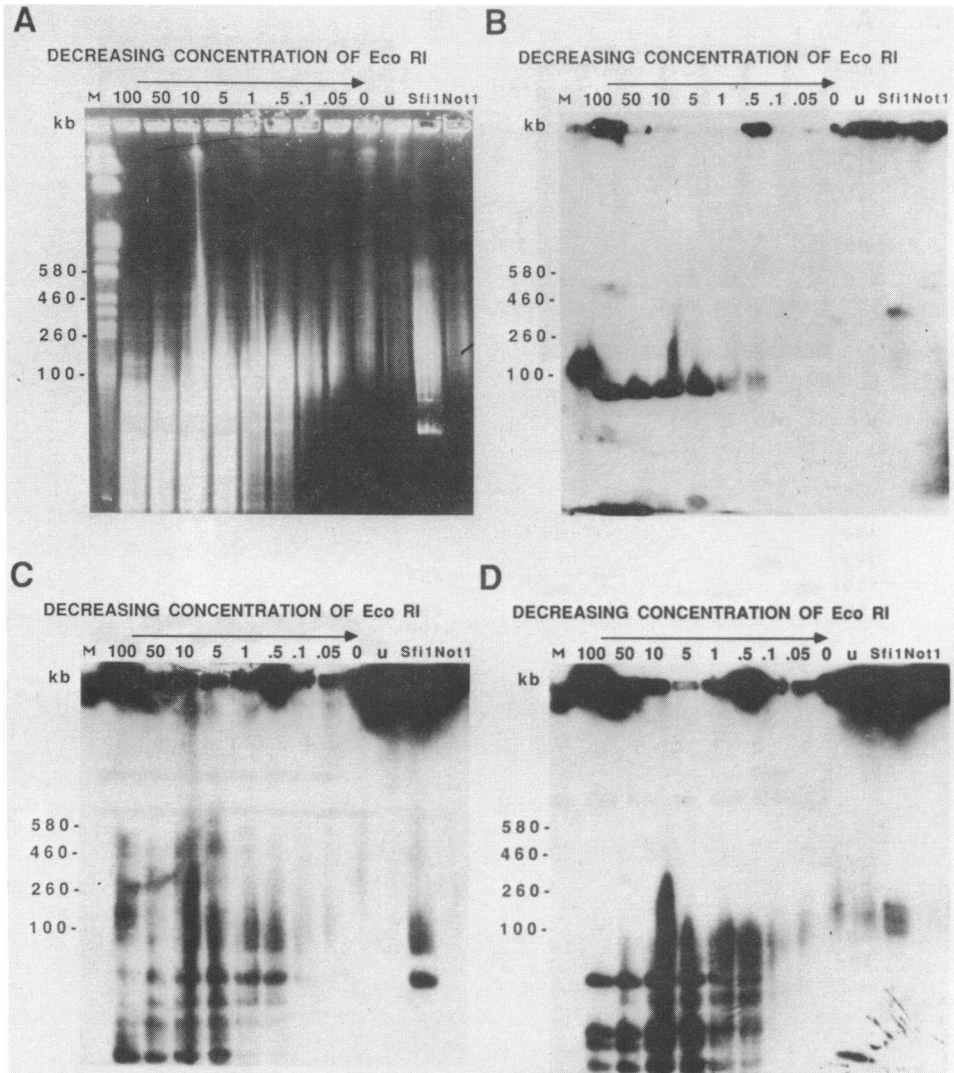 A
DECREASING CONCENTRATION OF Eco RI
M 100 50 10 5 1 .5 .1 .05 0 u Sfi1 Not1
kb
580-
460-
260-
100-
B
DECREASING CONCENTRATION OF Eco RI
M 100 50 10 5 1 .5 .1 .05 0 u Sfi1 Not1
kb
580-
460-
260-
100-
C
DECREASING CONCENTRATION OF Eco RI
M 100 50 10 5 1 .5 .1 .05 0 u Sfi1 Not1
kb
580-
460-
260-
100-
D
DECREASING CONCENTRATION OF Eco RI
M 100 50 10 5 1 .5 .1 .05 0 u Sfi1 Not1
kb
580-
460-
260-
100-